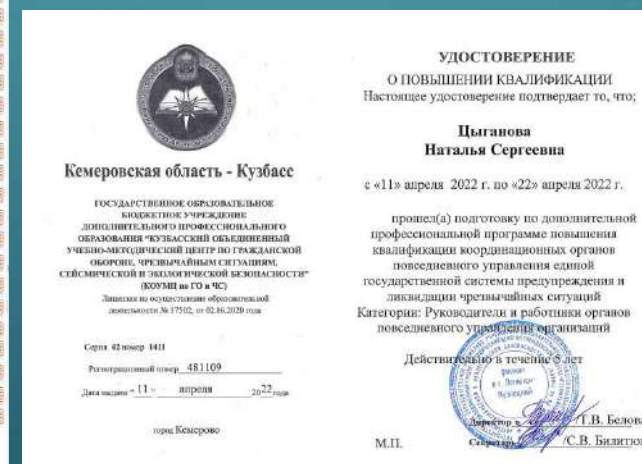 Кемеровская область - Кузбасс
ГОСУДАРСТВЕННОЕ ОБРАЗОВАТЕЛЬНОЕ
БЮДЖЕТНОЕ УЧРЕЖДЕНИЕ
ДОПОЛНИТЕЛЬНОГО ПРОФЕССИОНАЛЬНОГО
ОБРАЗОВАНИЯ "КУЗБАССКИЙ ОБЪЕДИНЕННЫЙ
УЧЕБНО-МЕТОДИЧЕСКИЙ ЦЕНТР ПО ГРАЖДАНСКОЙ
ОБОРОНЕ, ЧРЕЗВЫЧАЙНЫМ СИТУАЦИЯМ,
СЕЙСМИЧЕСКОЙ И ЭКОЛОГИЧЕСКОЙ БЕЗОПАСНОСТИ"
(КОУМЦ по ГО и ЧС)
Лицензия на осуществление образовательной
деятельности № 17502, от 02.16.2020 года
Серия 42 номер 1411
Регистрационный номер 481109
Дата выдачи «11» апреля 2022 года
город Кемерово
УДОСТОВЕРЕНИЕ
О ПОВЫШЕНИИ КВАЛИФИКАЦИИ
Настоящее удостоверение подтверждает то, что;
Цыганова
Наталья Сергеевна
с «11» апреля 2022 г. по «22» апреля 2022 г.
прошел(а) подготовку по дополнительной
профессиональной программе повышения
квалификации координационных органов
повседневного управления единой
государственной системы предупреждения и
ликвидации чрезвычайных ситуаций
Категории: Руководители и работники органов
повседневного управления организаций
Действительно в течение 5 лет
Директор Т.В. Белова
М.П. Секретарь /С.В. Билитюк